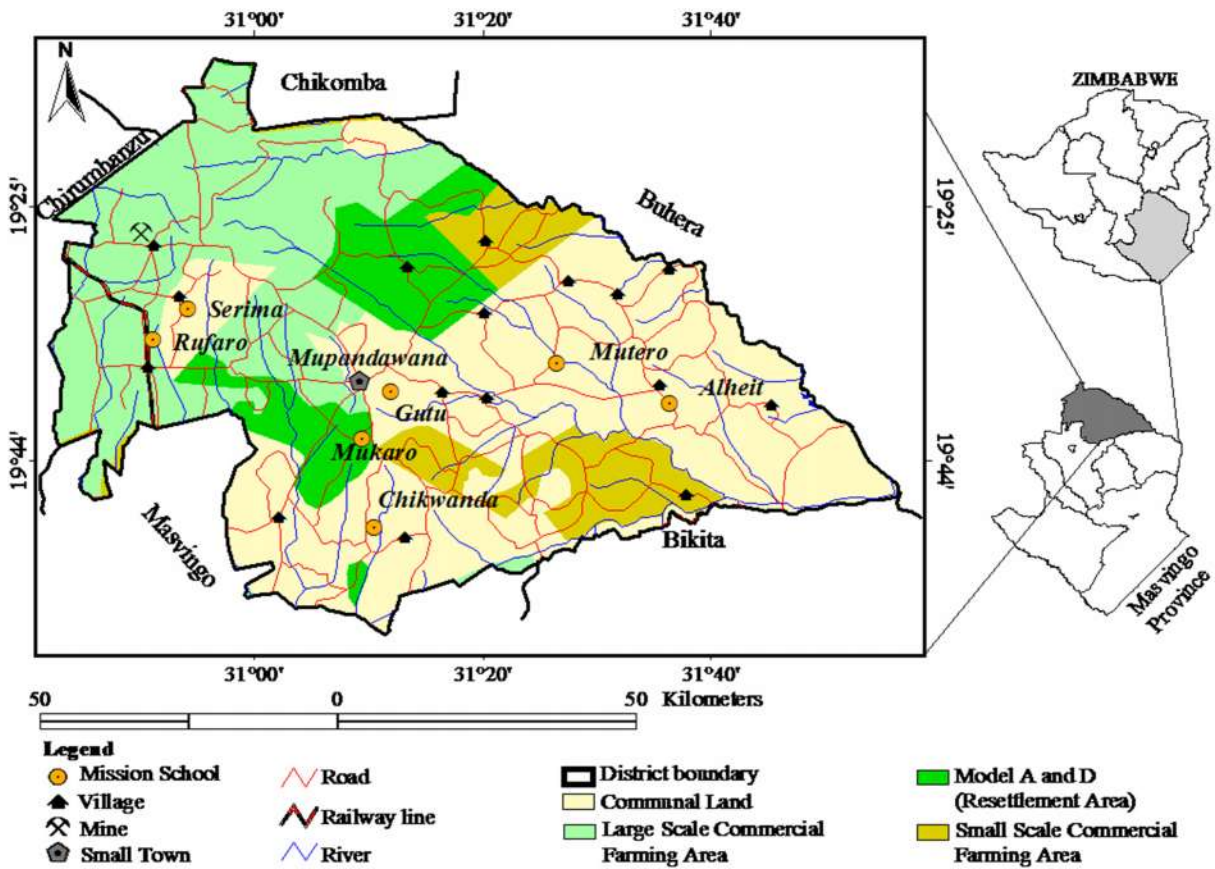 31°00' 31°20' 31°40'
N
Chikomba
ZIMBABWE
Chirumbanzu
19°25'
19°25'
Buhera
Serima
Rufaro
Mupandawana
Mutero
Alheit
Gutu
Mukaro
19°44'
19°44'
Chikwanda
Masvingo
Bikita
Masvingo
Province
31°00' 31°20' 31°40'
50 0 50 Kilometers
Legend
Mission School
Village
Mine
Small Town
Road
Railway line
River
District boundary
Communal Land
Large Scale Commercial
Farming Area
Model A and D
(Resettlement Area)
Small Scale Commercial
Farming Area